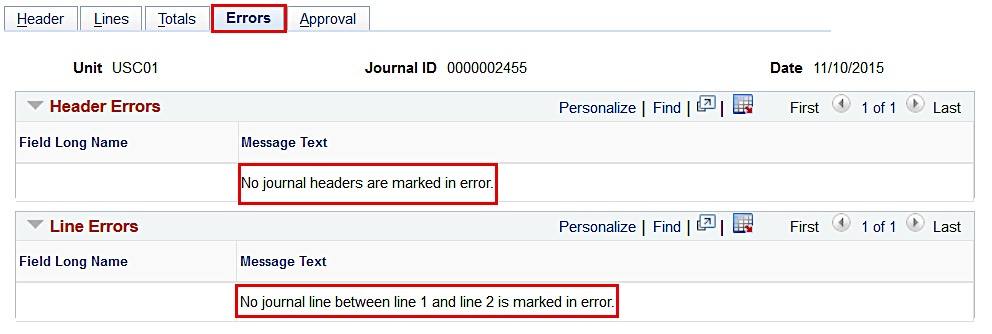 Header Lines Totals Errors Approval
Unit USC01 Journal ID 0000002455 Date 11/10/2015
Header Errors Personalize | Find | | First 1 of 1 Last
Field Long Name Message Text
No journal headers are marked in error.
Line Errors Personalize | Find | | First 1 of 1 Last
Field Long Name Message Text
No journal line between line 1 and line 2 is marked in error.